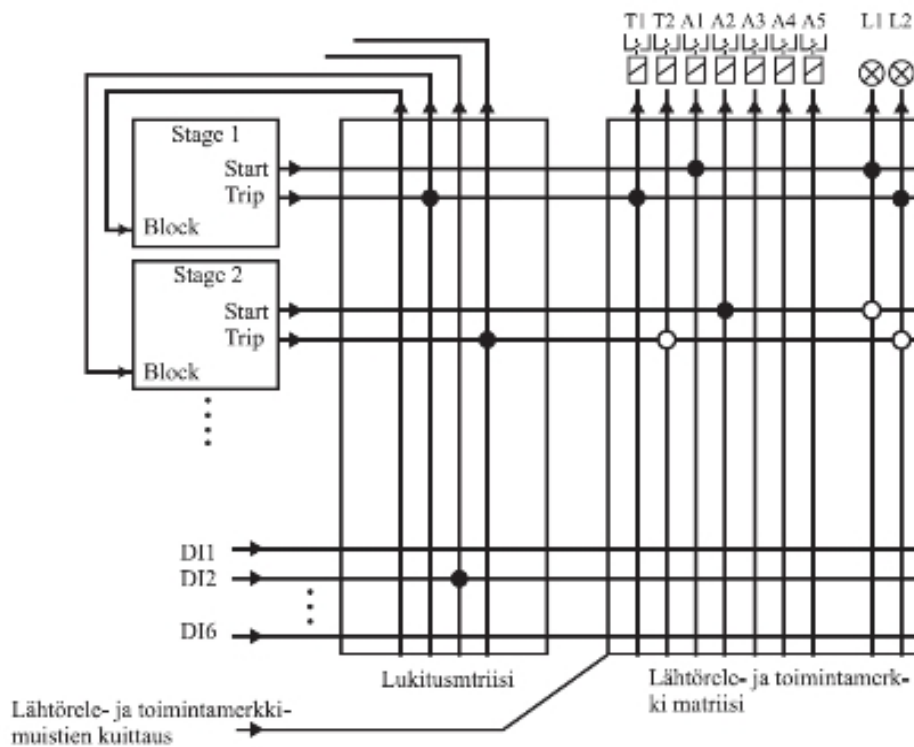 T1 T2 A1 A2 A3 A4 A5 L1 L2
Stage 1
Start
Trip
Block
Stage 2
Start
Trip
Block
DI1
DI2
DI6
Lukitusmtriisi
Lähtörele- ja toimintamerk-
ki matriisi
Lähtörele- ja toimintamerkki-
muistien kuittaus